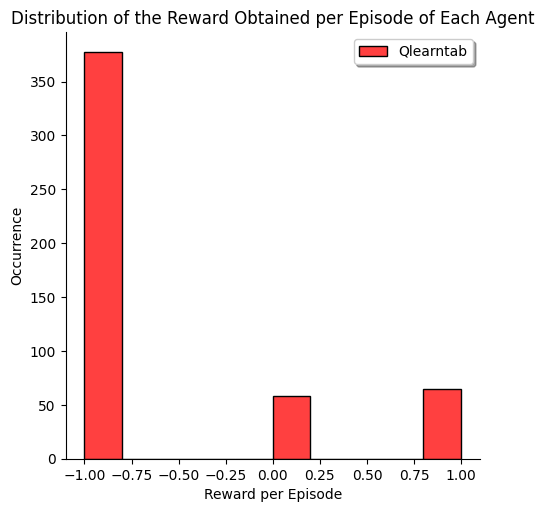 Distribution of the Reward Obtained per Episode of Each Agent
Qlearntab
350
300
250
200
150
100
50
0
Occurrence
−1.00 −0.75 −0.50 −0.25 0.00 0.25 0.50 0.75 1.00
Reward per Episode